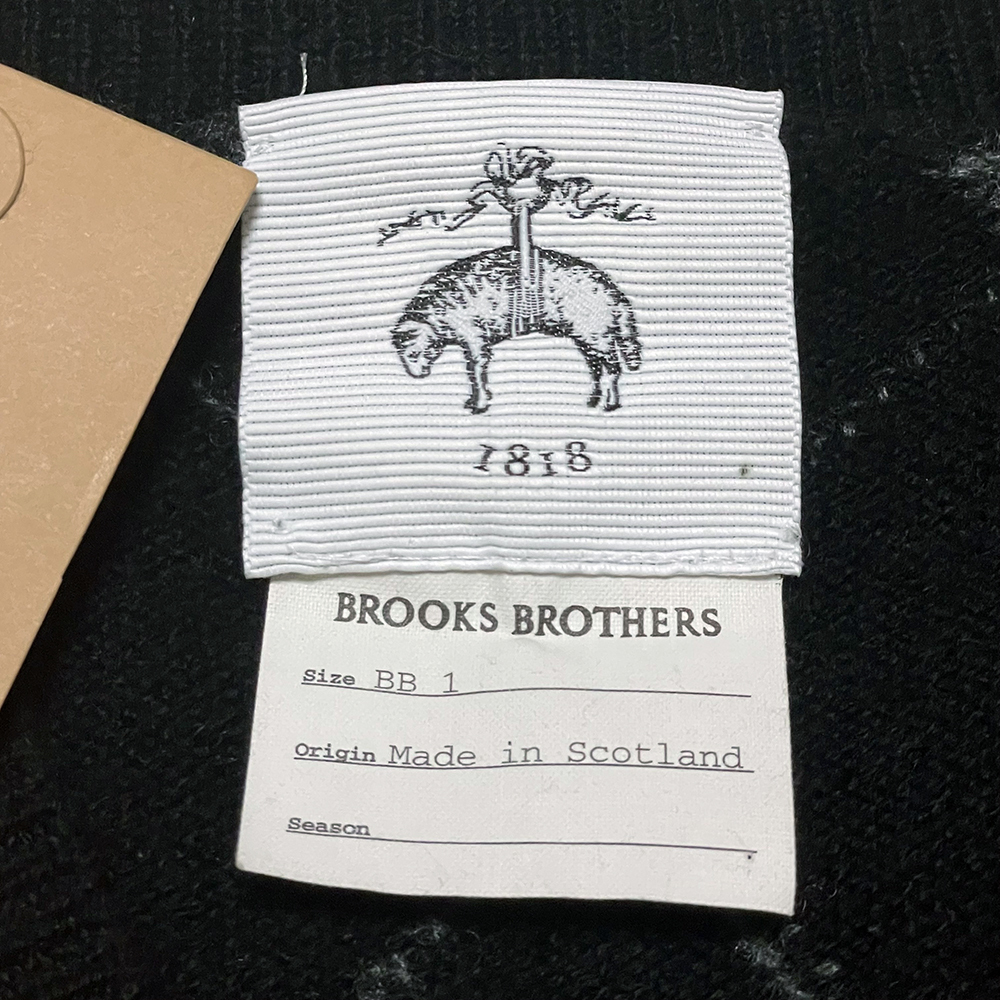 1818
BROOKS BROTHERS
Size BB 1
Origin Made in Scotland
Season